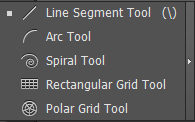 Line Segment Tool (\)
Arc Tool
Spiral Tool
Rectangular Grid Tool
Polar Grid Tool